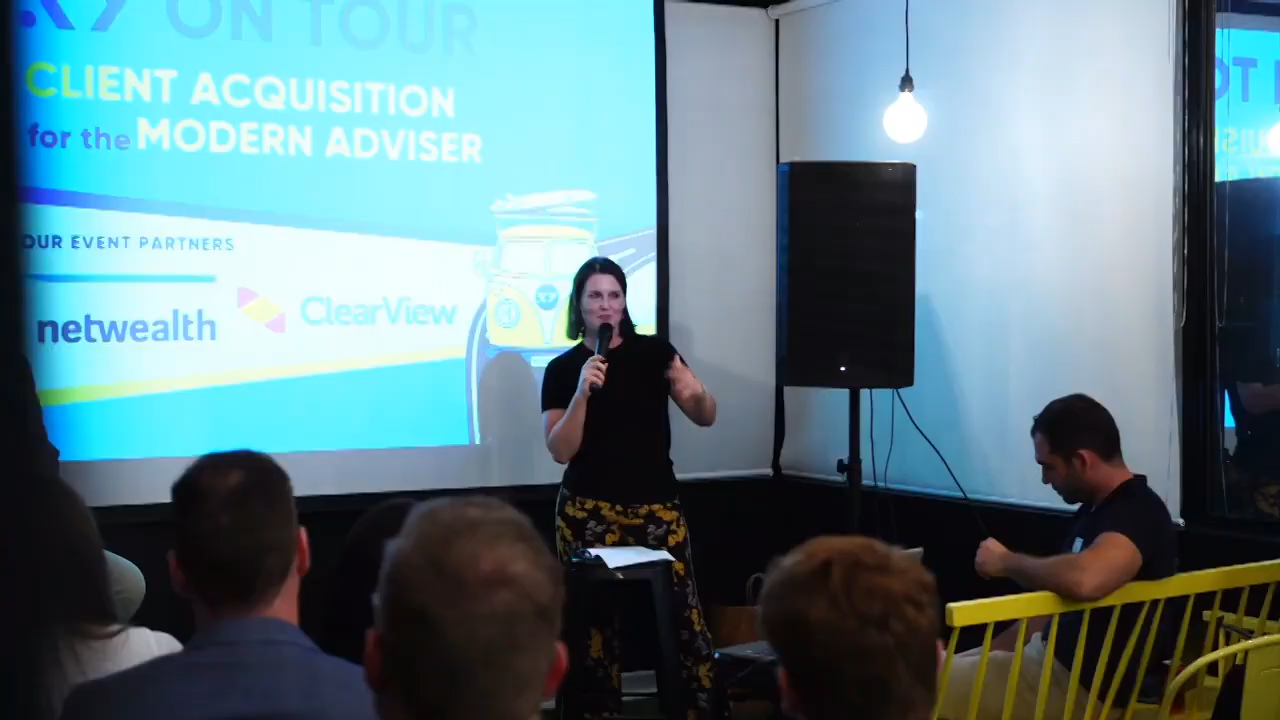 ON TOUR
CLIENT ACQUISITION
for the MODERN ADVISER
OUR EVENT PARTNERS
netwealth
ClearView